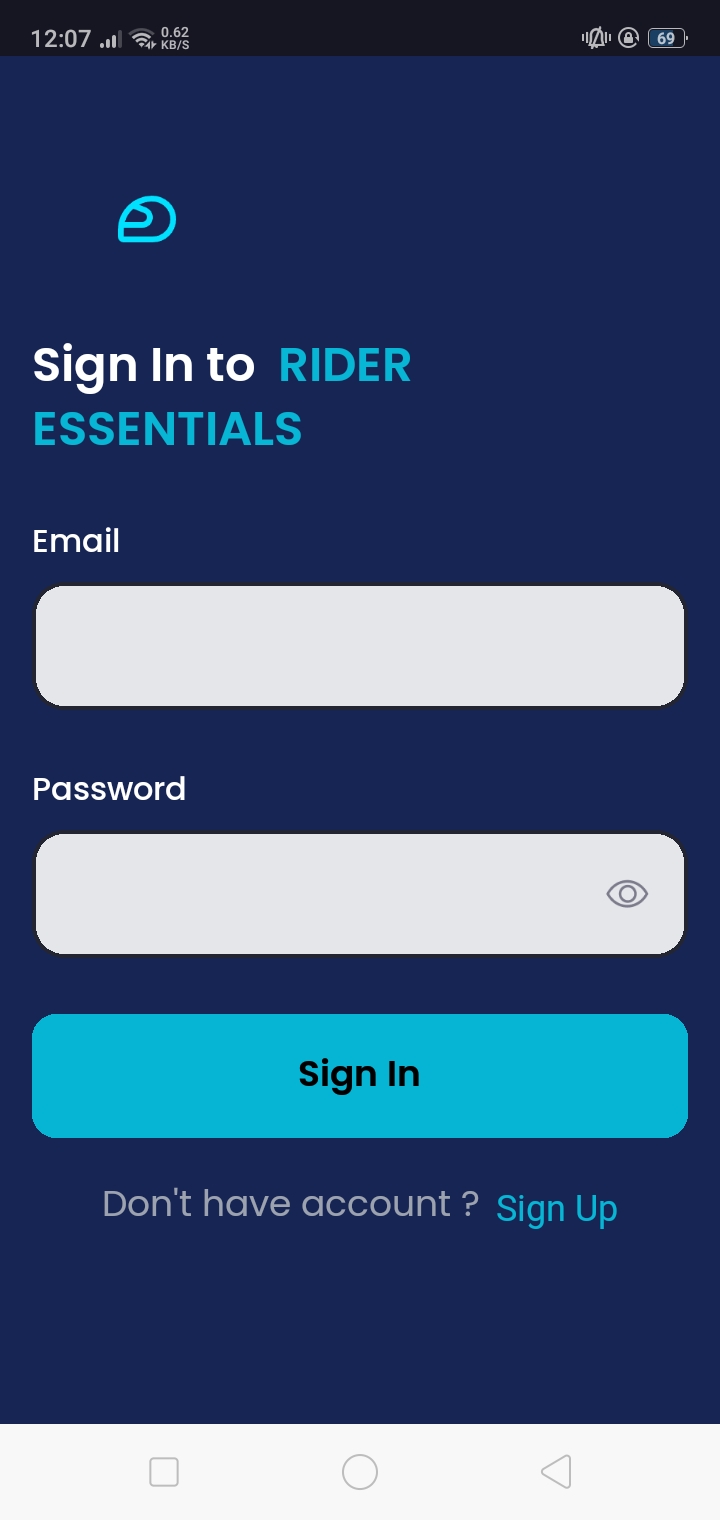 12:07 0.62 KB/S 69
Sign In to RIDER
ESSENTIALS
Email
Password
Sign In
Don't have account ? Sign Up